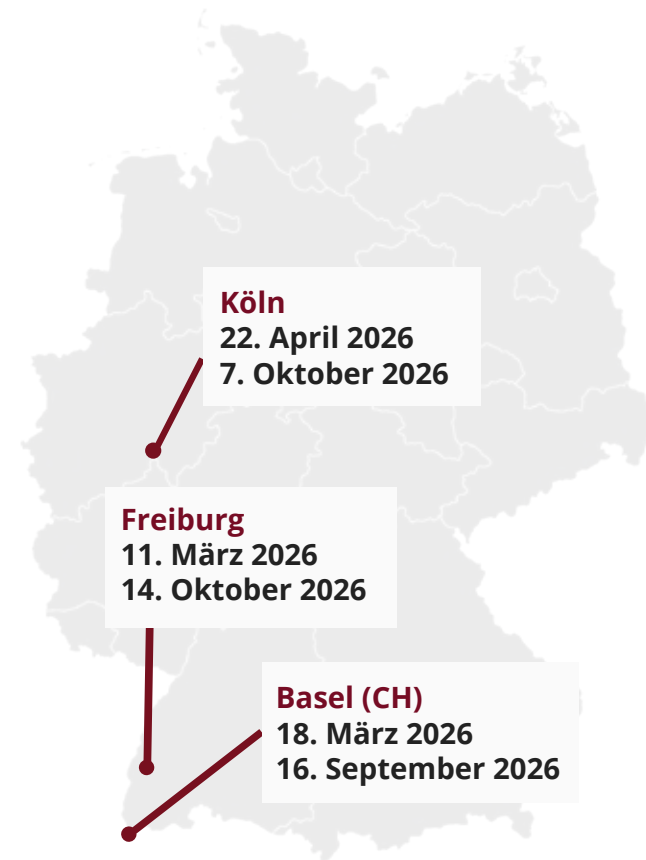 Köln
22. April 2026
7. Oktober 2026
Freiburg
11. März 2026
14. Oktober 2026
Basel (CH)
18. März 2026
16. September 2026